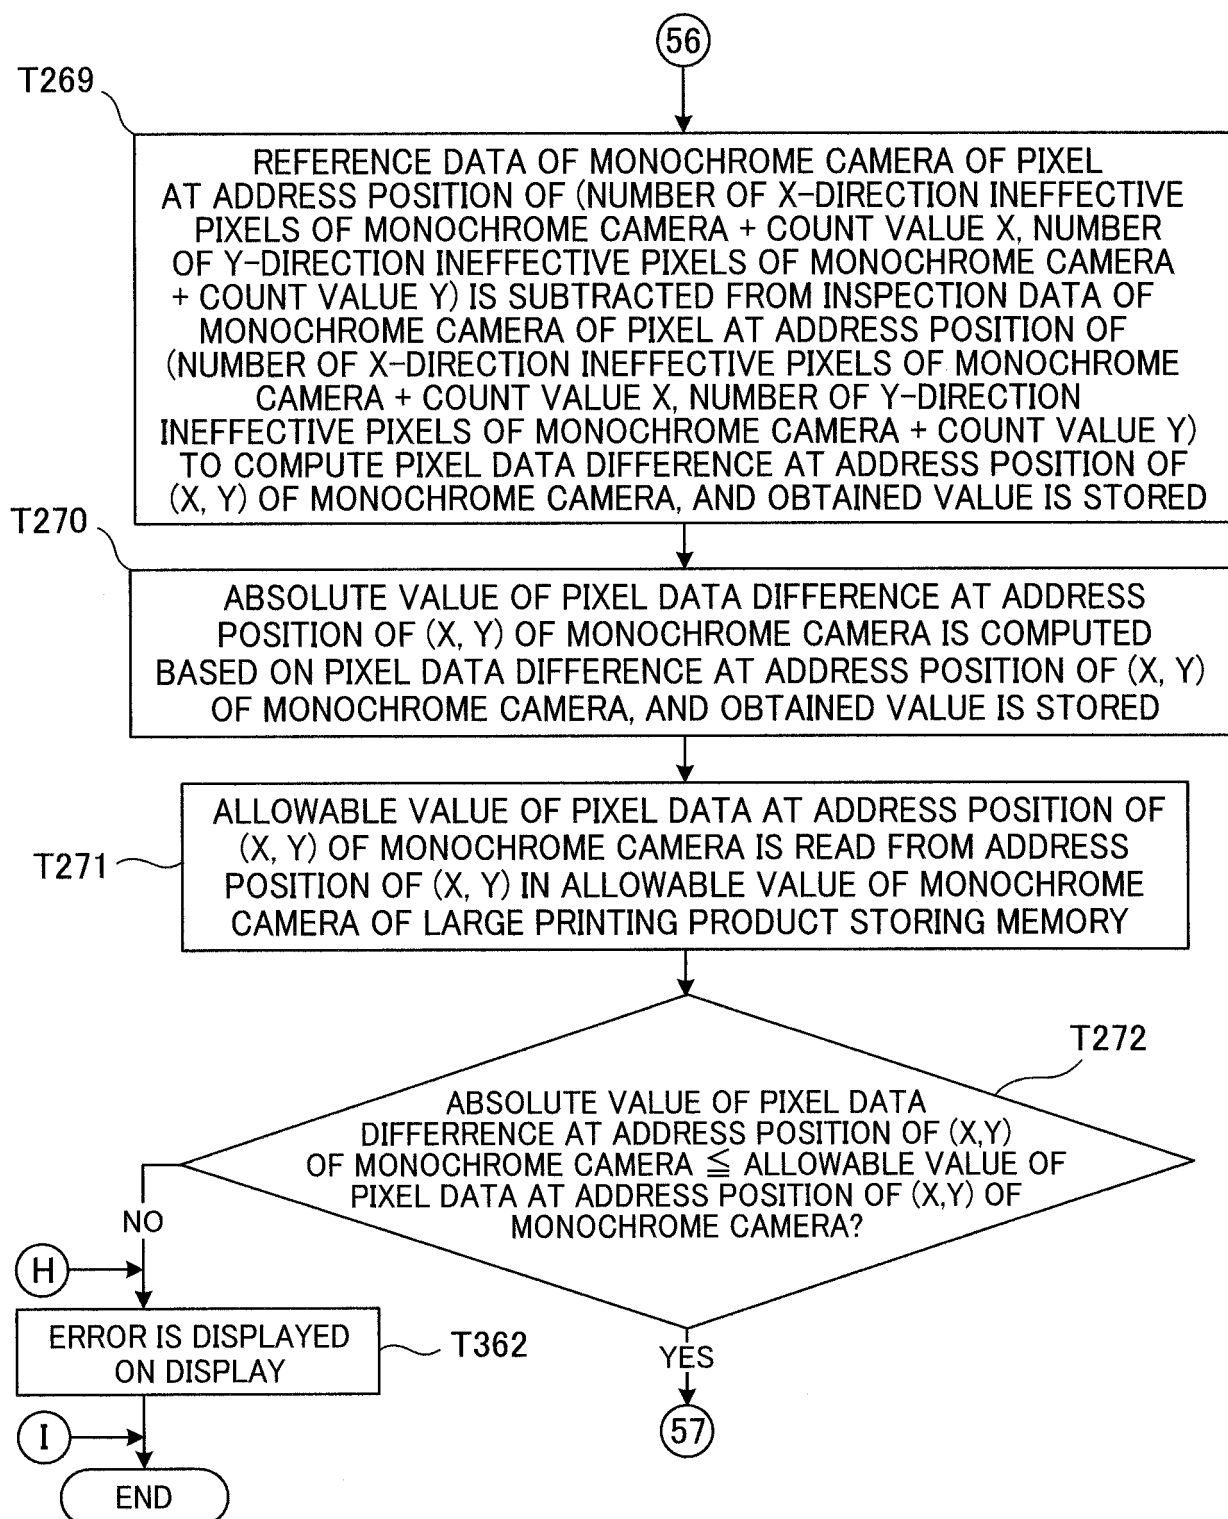 56
T269
REFERENCE DATA OF MONOCHROME CAMERA OF PIXEL
AT ADDRESS POSITION OF (NUMBER OF X-DIRECTION INEFFECTIVE
PIXELS OF MONOCHROME CAMERA + COUNT VALUE X, NUMBER
OF Y-DIRECTION INEFFECTIVE PIXELS OF MONOCHROME CAMERA
+ COUNT VALUE Y) IS SUBTRACTED FROM INSPECTION DATA OF
MONOCHROME CAMERA OF PIXEL AT ADDRESS POSITION OF
(NUMBER OF X-DIRECTION INEFFECTIVE PIXELS OF MONOCHROME
CAMERA + COUNT VALUE X, NUMBER OF Y-DIRECTION
INEFFECTIVE PIXELS OF MONOCHROME CAMERA + COUNT VALUE Y)
TO COMPUTE PIXEL DATA DIFFERENCE AT ADDRESS POSITION OF
(X, Y) OF MONOCHROME CAMERA, AND OBTAINED VALUE IS STORED
T270
ABSOLUTE VALUE OF PIXEL DATA DIFFERENCE AT ADDRESS
POSITION OF (X, Y) OF MONOCHROME CAMERA IS COMPUTED
BASED ON PIXEL DATA DIFFERENCE AT ADDRESS POSITION OF (X, Y)
OF MONOCHROME CAMERA, AND OBTAINED VALUE IS STORED
T271
ALLOWABLE VALUE OF PIXEL DATA AT ADDRESS POSITION OF
(X, Y) OF MONOCHROME CAMERA IS READ FROM ADDRESS
POSITION OF (X, Y) IN ALLOWABLE VALUE OF MONOCHROME
CAMERA OF LARGE PRINTING PRODUCT STORING MEMORY
T272
ABSOLUTE VALUE OF PIXEL DATA
DIFFERRENCE AT ADDRESS POSITION OF (X,Y)
OF MONOCHROME CAMERA ≦ ALLOWABLE VALUE OF
PIXEL DATA AT ADDRESS POSITION OF (X,Y) OF
MONOCHROME CAMERA?
NO
H
ERROR IS DISPLAYED
ON DISPLAY
T362
YES
57
I
END